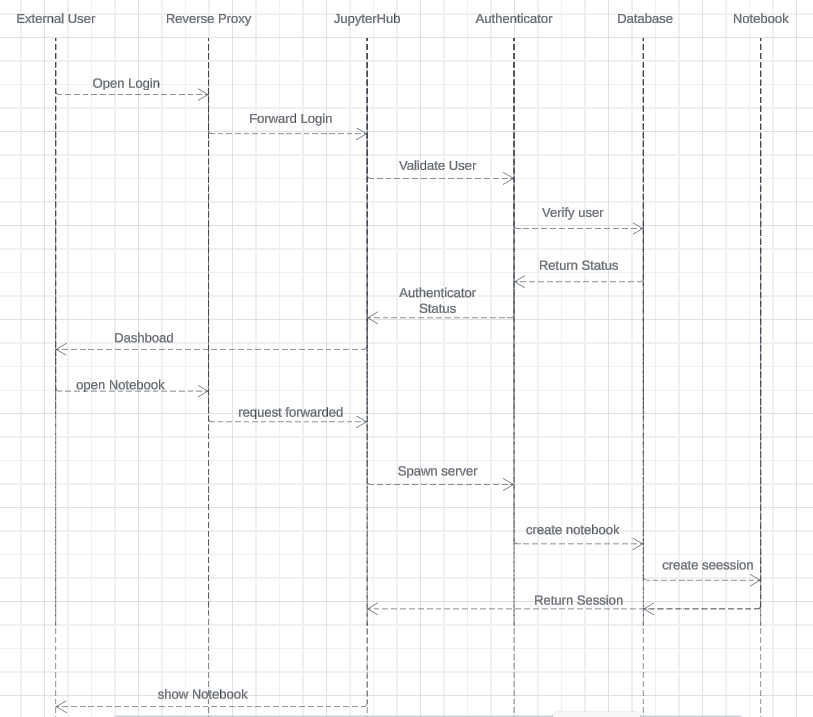 External User
Reverse Proxy
JupyterHub
Authenticator
Database
Notebook
Open Login
Forward Login
Validate User
Verify user
Return Status
Authenticator
Status
Dashboad
open Notebook
request forwarded
Spawn server
create notebook
create seession
Return Session
show Notebook